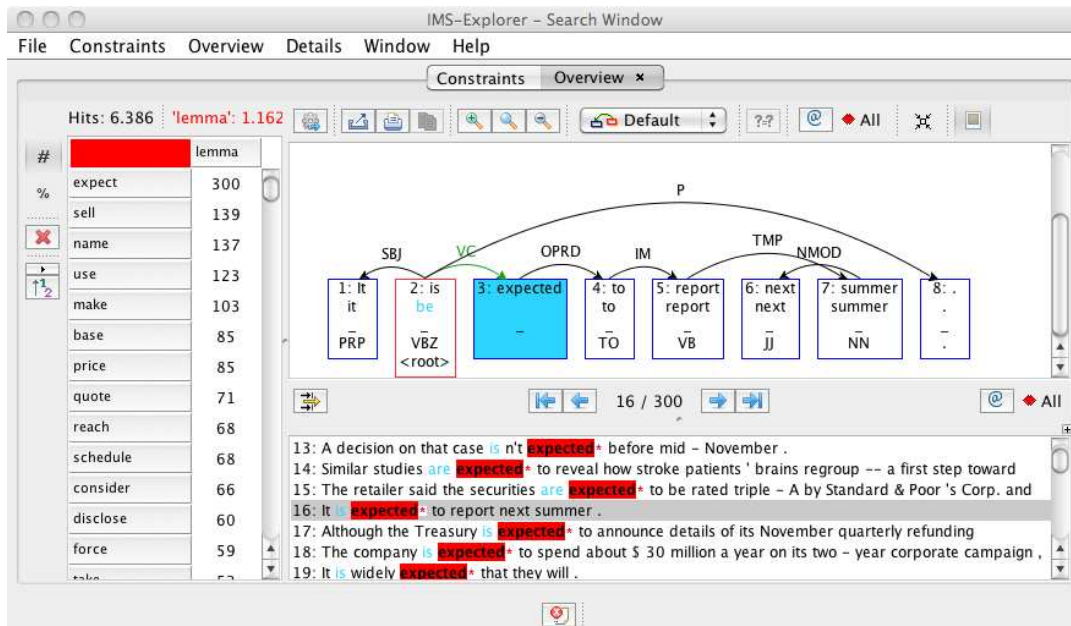 IMS-Explorer – Search Window
File Constraints Overview Details Window Help
Constraints Overview ×
Hits: 6.386 'lemma': 1.162 Default ?-? @ All
# lemma
% 
expect 300
sell 139
name 137
use 123
make 103
base 85
price 85
quote 71
reach 68
schedule 68
consider 66
disclose 60
force 59
P
SBJ VC OPRD IM TMP NMOD
1: It 2: is 3: expected 4: to 5: report 6: next 7: summer 8: .
it be to report next summer .
_ _ _ _ _ _ _ _
PRP VBZ TO VB JJ NN .
<root>
16 / 300 @ All
13: A decision on that case is n't expected* before mid – November .
14: Similar studies are expected* to reveal how stroke patients ' brains regroup -- a first step toward
15: The retailer said the securities are expected* to be rated triple – A by Standard & Poor 's Corp. and
16: It is expected* to report next summer .
17: Although the Treasury is expected* to announce details of its November quarterly refunding
18: The company is expected* to spend about $ 30 million a year on its two – year corporate campaign ,
19: It is widely expected* that they will .